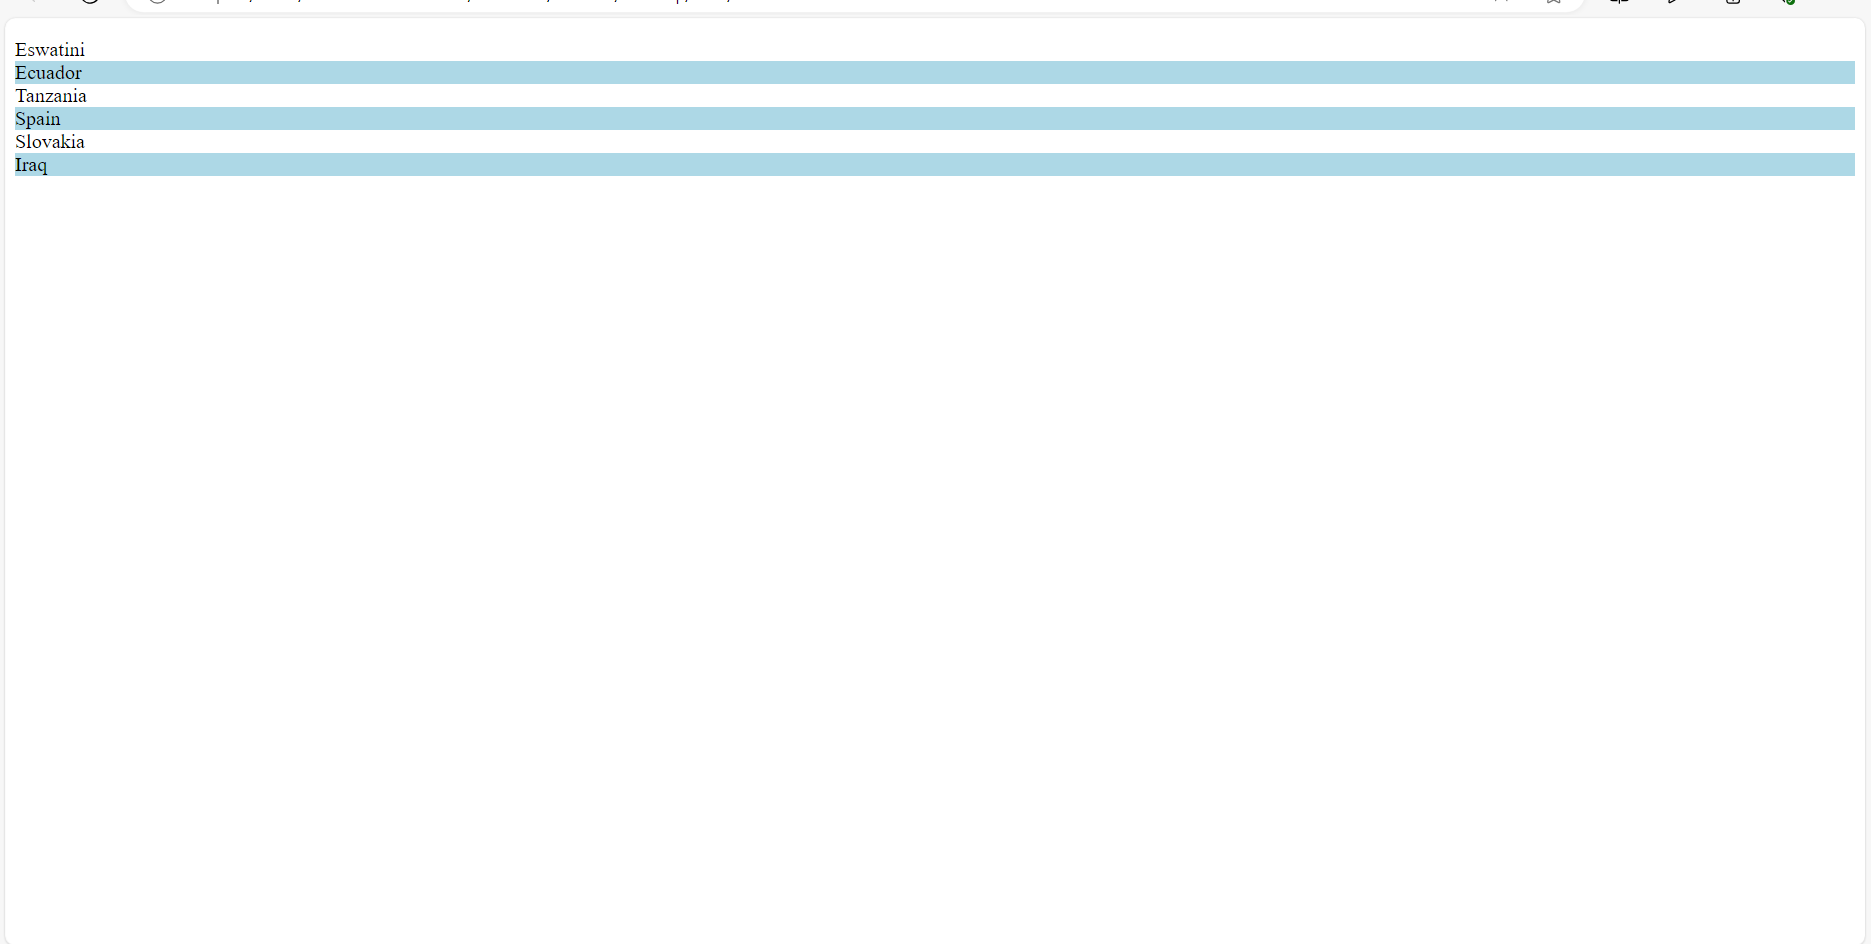 Eswatini
Ecuador
Tanzania
Spain
Slovakia
Iraq